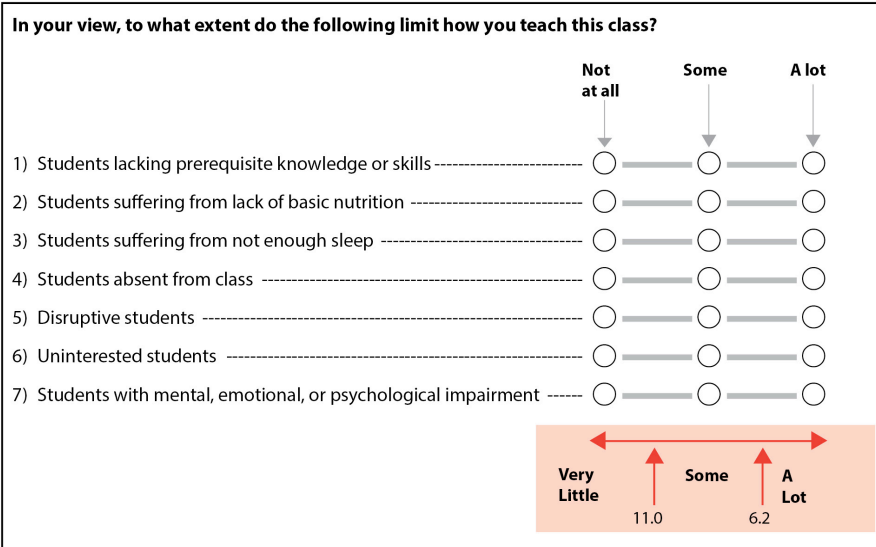 In your view, to what extent do the following limit how you teach this class?
Not
at all
Some
A lot
1) Students lacking prerequisite knowledge or skills
2) Students suffering from lack of basic nutrition
3) Students suffering from not enough sleep
4) Students absent from class
5) Disruptive students
6) Uninterested students
7) Students with mental, emotional, or psychological impairment
Very
Little
Some
A
Lot
11.0
6.2